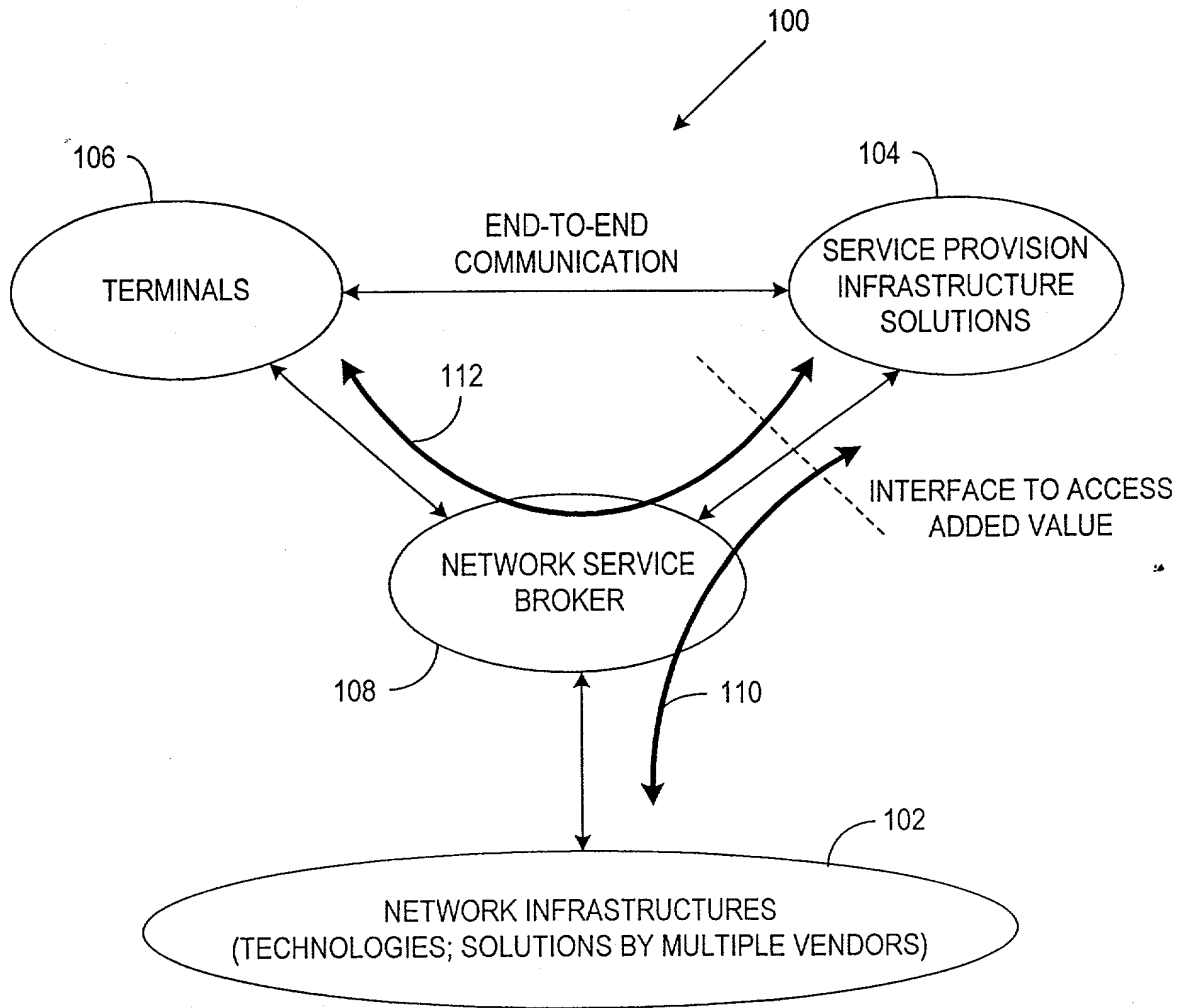 100
106
104
END-TO-END
COMMUNICATION
TERMINALS
SERVICE PROVISION
INFRASTRUCTURE
SOLUTIONS
112
INTERFACE TO ACCESS
ADDED VALUE
NETWORK SERVICE
BROKER
108
110
102
NETWORK INFRASTRUCTURES
(TECHNOLOGIES; SOLUTIONS BY MULTIPLE VENDORS)